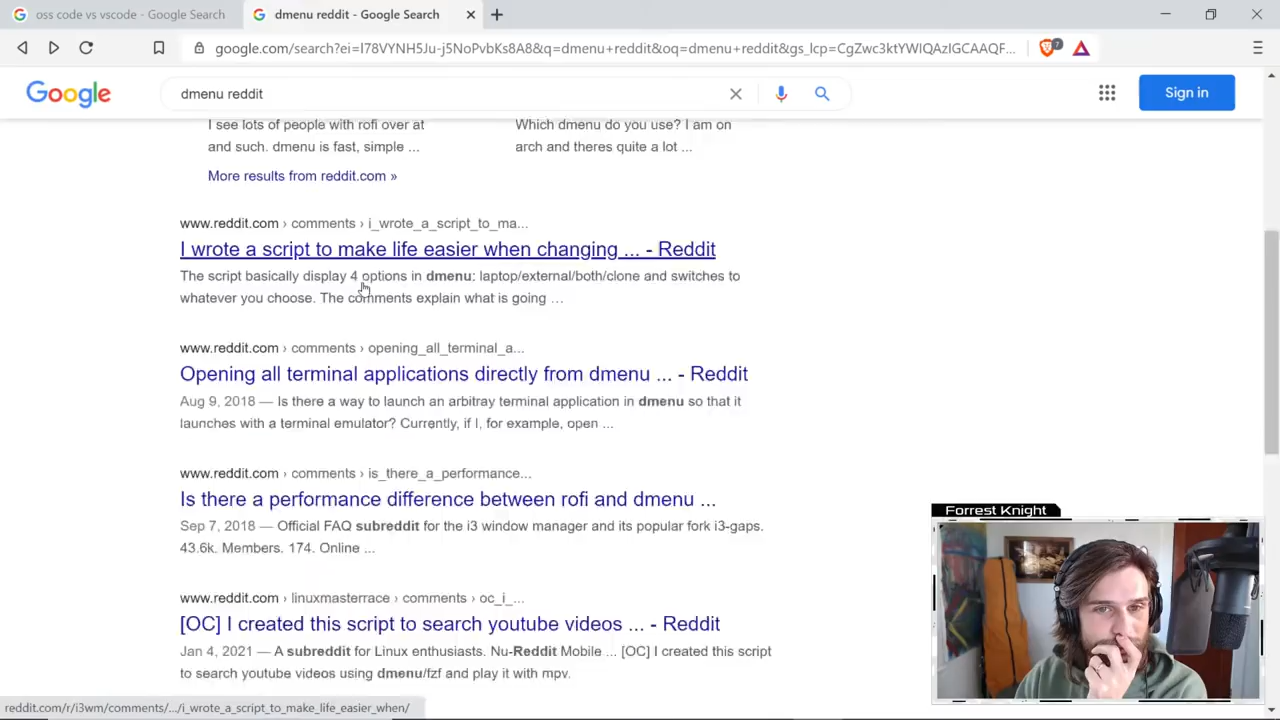 oss code vs vscode - Google Search
dmenu reddit - Google Search
google.com/search?ei=I78VYNH5Ju-j5NoPvbKs8A8&q=dmenu+reddit&oq=dmenu+reddit&gs_lcp=CgZwc3ktYWIQAzIGCAAQF...
7
Google
dmenu reddit
Sign in
I see lots of people with rofi over at
and such. dmenu is fast, simple ...
Which dmenu do you use? I am on
arch and theres quite a lot ...
More results from reddit.com »
www.reddit.com › comments › i_wrote_a_script_to_ma...
I wrote a script to make life easier when changing ... - Reddit
The script basically display 4 options in dmenu: laptop/external/both/clone and switches to
whatever you choose. The comments explain what is going ...
www.reddit.com › comments › opening_all_terminal_a...
Opening all terminal applications directly from dmenu ... - Reddit
Aug 9, 2018 — Is there a way to launch an arbitray terminal application in dmenu so that it
launches with a terminal emulator? Currently, if I, for example, open ...
www.reddit.com › comments › is_there_a_performance...
Is there a performance difference between rofi and dmenu ...
Sep 7, 2018 — Official FAQ subreddit for the i3 window manager and its popular fork i3-gaps.
43.6k. Members. 174. Online ...
www.reddit.com › linuxmasterrace › comments › oc_i_...
[OC] I created this script to search youtube videos ... - Reddit
Jan 4, 2021 — A subreddit for Linux enthusiasts. Nu-Reddit Mobile ... [OC] I created this script
to search youtube videos using dmenu/fzf and play it with mpv.
Forrest Knight
reddit.com/r/i3wm/comments/.../i_wrote_a_script_to_make_life_easier_when/